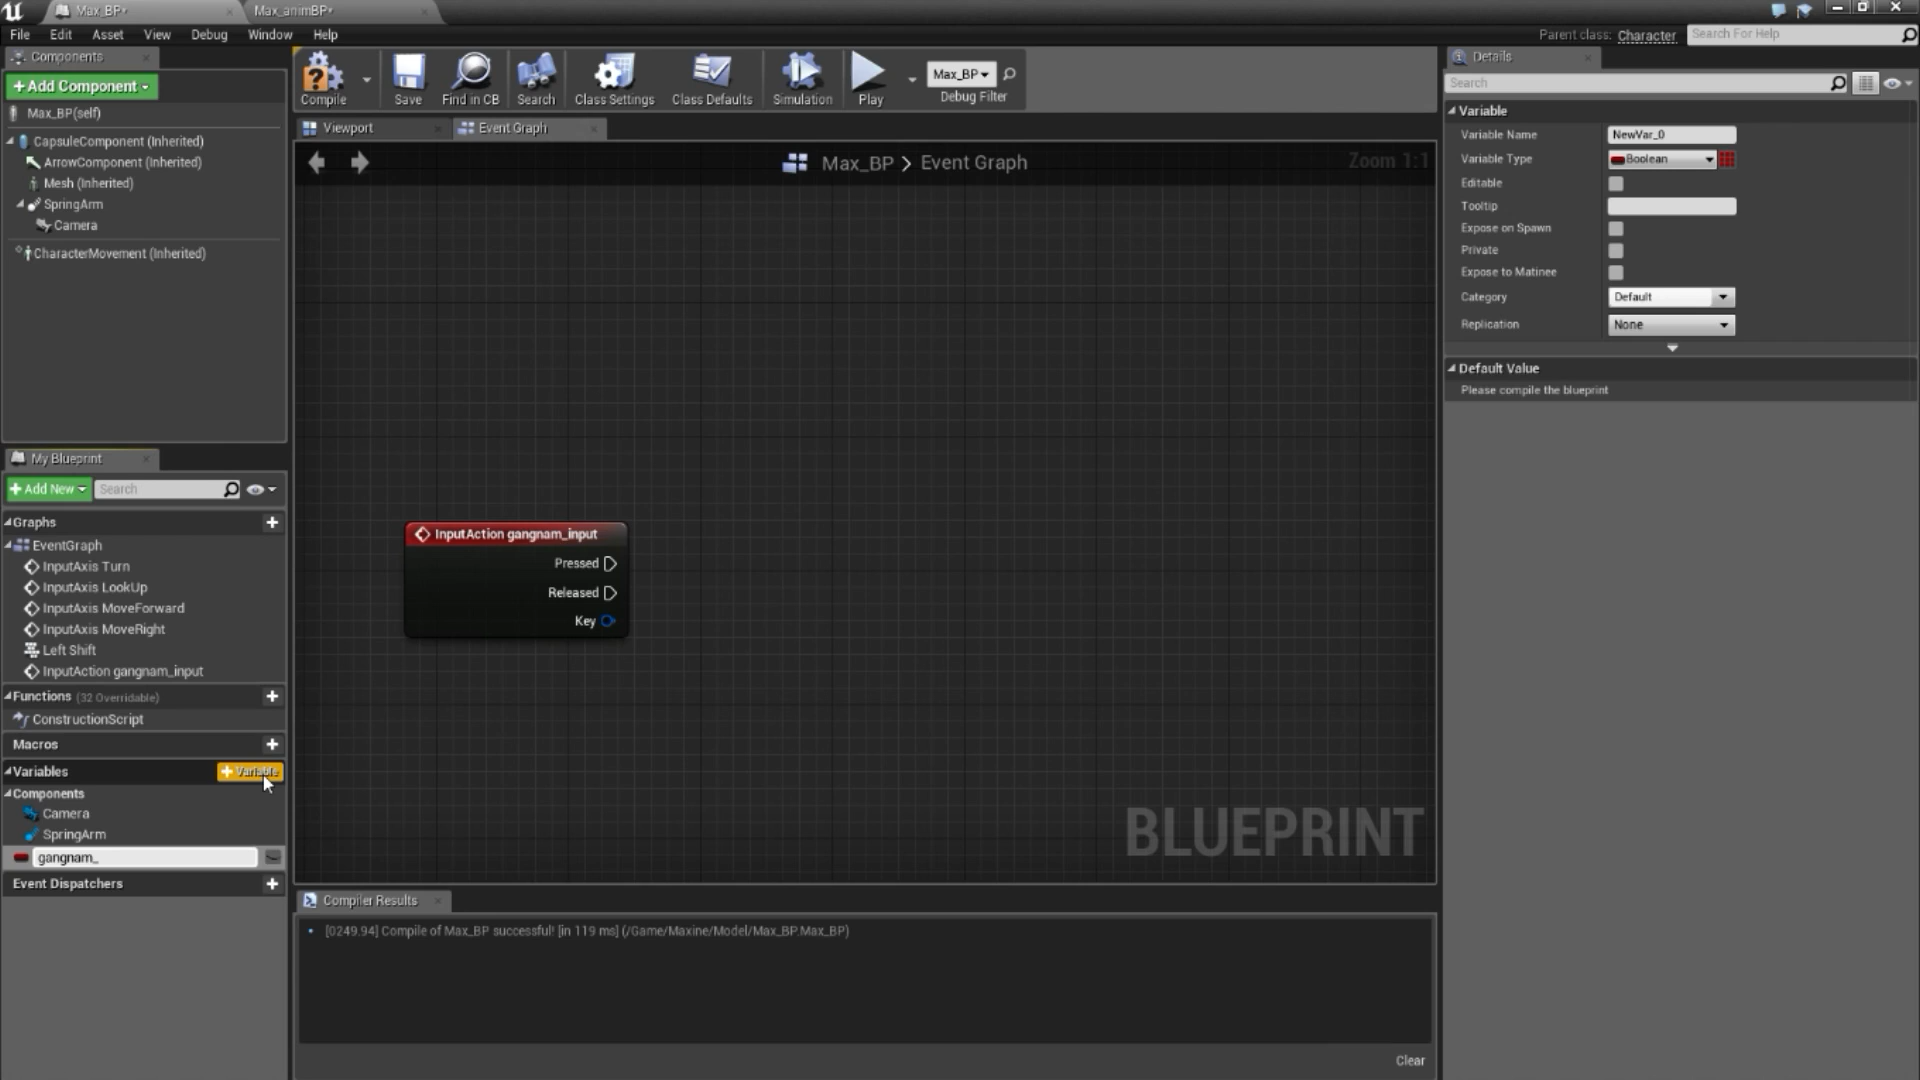 Max_BP*
Max_animBP*
File Edit Asset View Debug Window Help
Parent class: Character
Search For Help
Components
+ Add Component
Max_BP(self)
CapsuleComponent (Inherited)
ArrowComponent (Inherited)
Mesh (Inherited)
SpringArm
Camera
CharacterMovement (Inherited)
Compile
Save
Find in CB
Search
Class Settings
Class Defaults
Simulation
Play
Max_BP
Debug Filter
Viewport
Event Graph
Max_BP > Event Graph
Zoom 1:1
InputAction gangnam_input
Pressed
Released
Key
BLUEPRINT
My Blueprint
+ Add New
Search
Graphs
EventGraph
InputAxis Turn
InputAxis LookUp
InputAxis MoveForward
InputAxis MoveRight
Left Shift
InputAction gangnam_input
Functions (32 Overridable)
ConstructionScript
Macros
Variables
+ Variable
Components
Camera
SpringArm
gangnam_
Event Dispatchers
Compiler Results
[0249.94] Compile of Max_BP successful! [in 119 ms] (/Game/Maxine/Model/Max_BP.Max_BP)
Clear
Details
Search
Variable
Variable Name NewVar_0
Variable Type Boolean
Editable
Tooltip
Expose on Spawn
Private
Expose to Matinee
Category Default
Replication None
Default Value
Please compile the blueprint